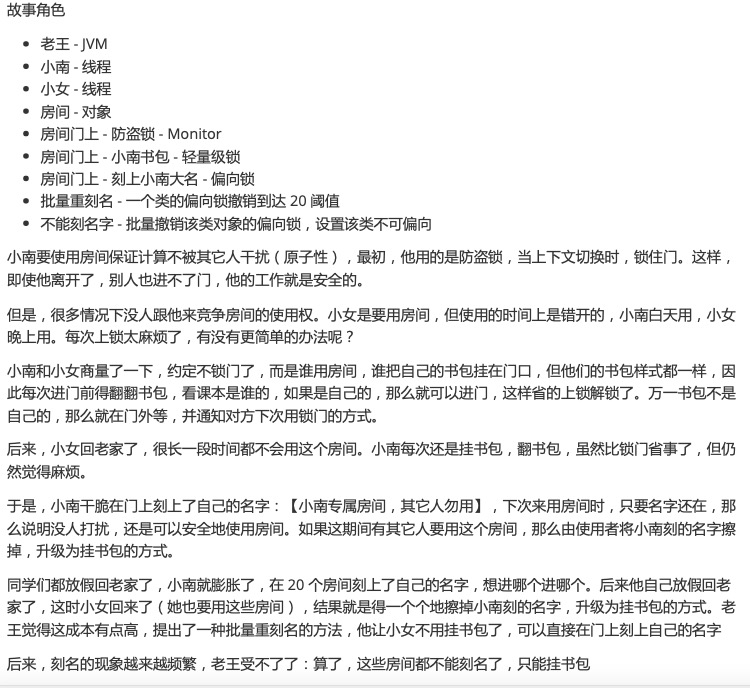 故事角色
老王 - JVM
小南 - 线程
小女 - 线程
房间 - 对象
房间门上 - 防盗锁 - Monitor
房间门上 - 小南书包 - 轻量级锁
房间门上 - 刻上小南大名 - 偏向锁
批量重刻名 - 一个类的偏向锁撤销到达 20 阈值
不能刻名字 - 批量撤销该类对象的偏向锁，设置该类不可偏向
小南要使用房间保证计算不被其它人干扰（原子性），最初，他用的是防盗锁，当上下文切换时，锁住门。这样，
即使他离开了，别人也进不了门，他的工作就是安全的。
但是，很多情况下没人跟他来竞争房间的使用权。小女是要用房间，但使用的时间上是错开的，小南白天用，小女
晚上用。每次上锁太麻烦了，有没有更简单的办法呢？
小南和小女商量了一下，约定不锁门了，而是谁用房间，谁把自己的书包挂在门口，但他们的书包样式都一样，因
此每次进门前得翻翻书包，看课本是谁的，如果是自己的，那么就可以进门，这样省的上锁解锁了。万一书包不是
自己的，那么就在门外等，并通知对方下次用锁门的方式。
后来，小女回老家了，很长一段时间都不会用这个房间。小南每次还是挂书包，翻书包，虽然比锁门省事了，但仍
然觉得麻烦。
于是，小南干脆在门上刻上了自己的名字：【小南专属房间，其它人勿用】，下次来用房间时，只要名字还在，那
么说明没人打扰，还是可以安全地使用房间。如果这期间有其它人要用这个房间，那么由使用者将小南刻的名字擦
掉，升级为挂书包的方式。
同学们都放假回老家了，小南就膨胀了，在 20 个房间刻上了自己的名字，想进哪个进哪个。后来他自己放假回老
家了，这时小女回来了（她也要用这些房间），结果就是得一个个地擦掉小南刻的名字，升级为挂书包的方式。老
王觉得这成本有点高，提出了一种批量重刻名的方法，他让小女不用挂书包了，可以直接在门上刻上自己的名字
后来，刻名的现象越来越频繁，老王受不了了：算了，这些房间都不能刻名了，只能挂书包